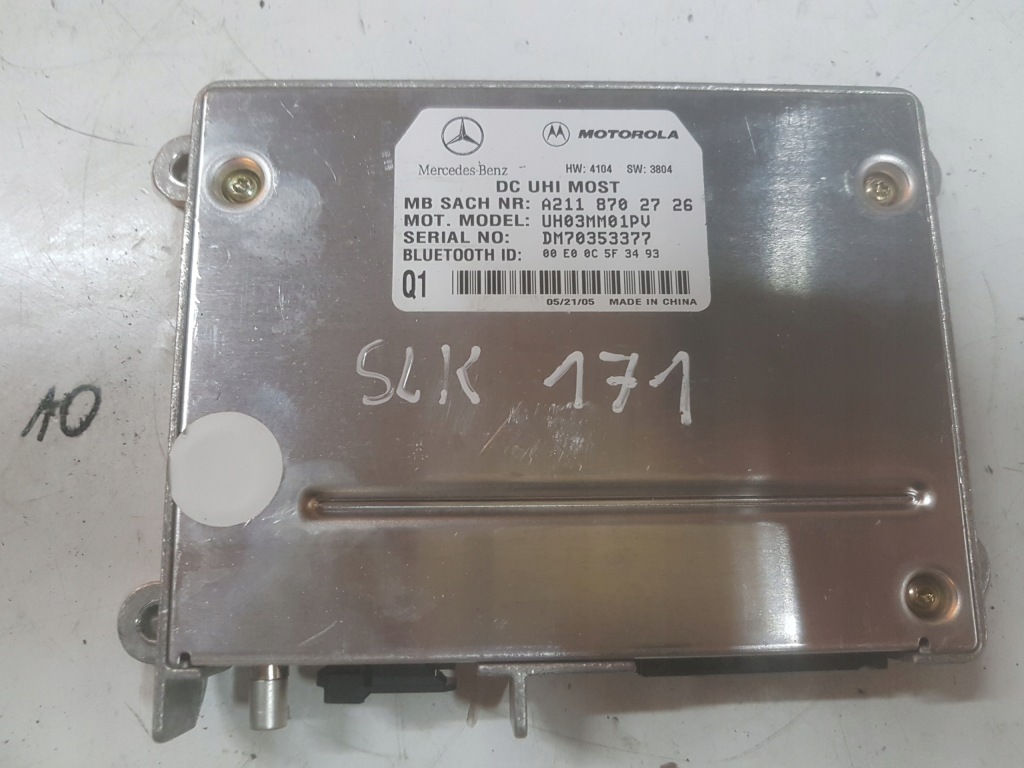 MOTOROLA
Mercedes-Benz HW: 4104 SW: 3804
DC UHI MOST
MB SACH NR: A211 870 27 26
MOT. MODEL: UH03MM01PV
SERIAL NO: DM70353377
BLUETOOTH ID: 00 E0 0C 5F 34 93
Q1
05/21/05 MADE IN CHINA
SLK 171
10